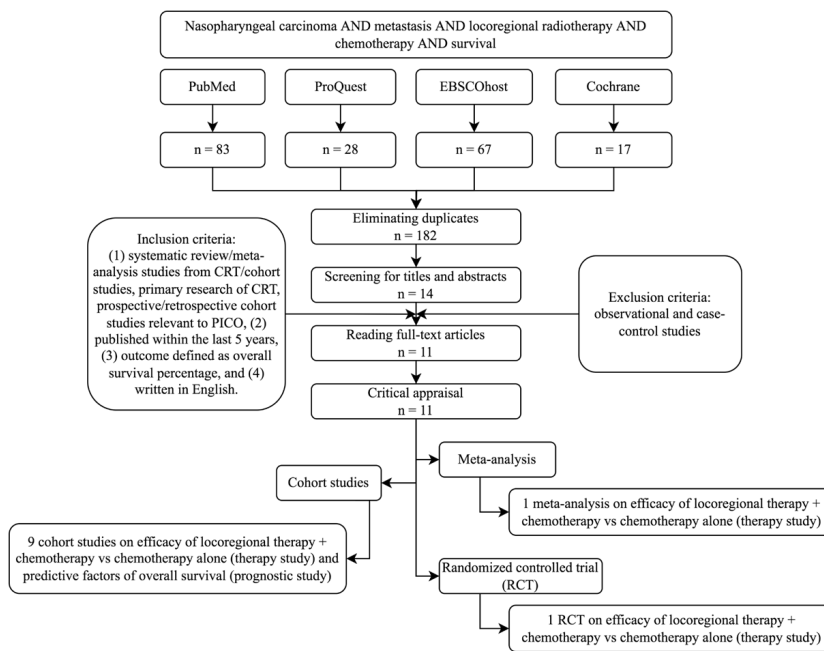 Nasopharyngeal carcinoma AND metastasis AND locoregional radiotherapy AND
chemotherapy AND survival
PubMed
ProQuest
EBSCOhost
Cochrane
n = 83
n = 28
n = 67
n = 17
Eliminating duplicates
n = 182
Screening for titles and abstracts
n = 14
Inclusion criteria:
(1) systematic review/meta-
analysis studies from CRT/cohort
studies, primary research of CRT,
prospective/retrospective cohort
studies relevant to PICO, (2)
published within the last 5 years,
(3) outcome defined as overall
survival percentage, and (4)
written in English.
Exclusion criteria:
observational and case-
control studies
Reading full-text articles
n = 11
Critical appraisal
n = 11
Meta-analysis
Cohort studies
1 meta-analysis on efficacy of locoregional therapy +
chemotherapy vs chemotherapy alone (therapy study)
9 cohort studies on efficacy of locoregional therapy +
chemotherapy vs chemotherapy alone (therapy study) and
predictive factors of overall survival (prognostic study)
Randomized controlled trial
(RCT)
1 RCT on efficacy of locoregional therapy +
chemotherapy vs chemotherapy alone (therapy study)